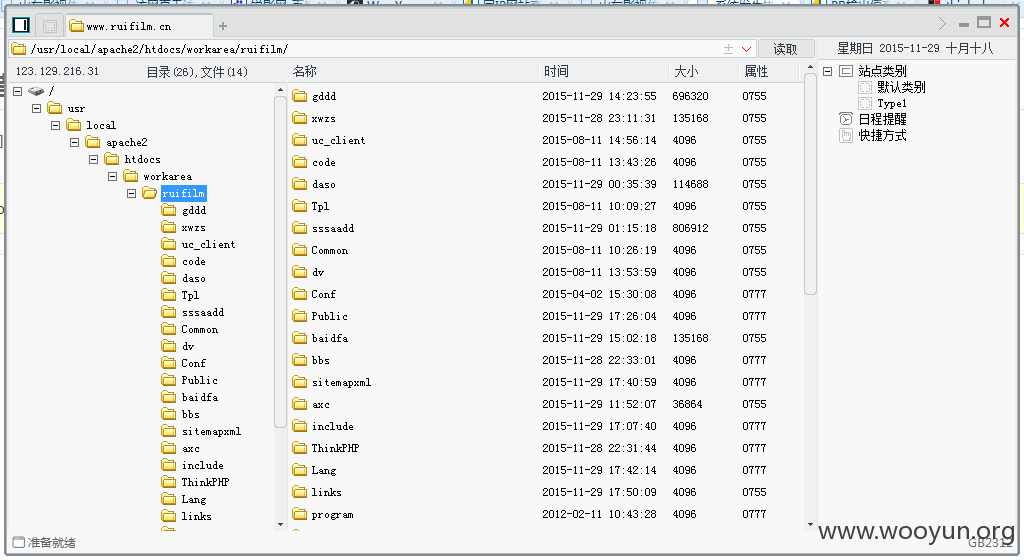 www.ruifilm.cn
/usr/local/apache2/htdocs/workarea/ruifilm/ 读取 星期日 2015-11-29 十月十八
123.129.216.31 目录(26),文件(14) 名称 时间 大小 属性
/
usr
local
apache2
htdocs
workarea
ruifilm
gddd
xwzs
uc_client
code
daso
Tpl
sssaadd
Common
dv
Conf
Public
baidfa
bbs
sitemapxml
axc
include
ThinkPHP
Lang
links
gddd 2015-11-29 14:23:55 696320 0755
xwzs 2015-11-28 23:11:31 135168 0755
uc_client 2015-08-11 14:56:14 4096 0755
code 2015-08-11 13:43:26 4096 0755
daso 2015-11-29 00:35:39 114688 0755
Tpl 2015-08-11 10:09:27 4096 0755
sssaadd 2015-11-29 01:15:18 806912 0755
Common 2015-08-11 10:26:19 4096 0755
dv 2015-08-11 13:53:59 4096 0755
Conf 2015-04-02 15:30:08 4096 0777
Public 2015-11-29 17:26:04 4096 0777
baidfa 2015-11-29 15:02:18 135168 0755
bbs 2015-11-28 22:33:01 4096 0777
sitemapxml 2015-11-29 17:40:59 4096 0777
axc 2015-11-29 11:52:07 36864 0755
include 2015-11-29 17:07:40 4096 0777
ThinkPHP 2015-11-28 22:31:44 4096 0777
Lang 2015-11-29 17:42:14 4096 0777
links 2015-11-29 17:50:09 4096 0755
program 2012-02-11 10:43:28 4096 0777
站点类别
默认类别
Type1
日程提醒
快捷方式
www.wooyun.org
准备就绪 GB2312